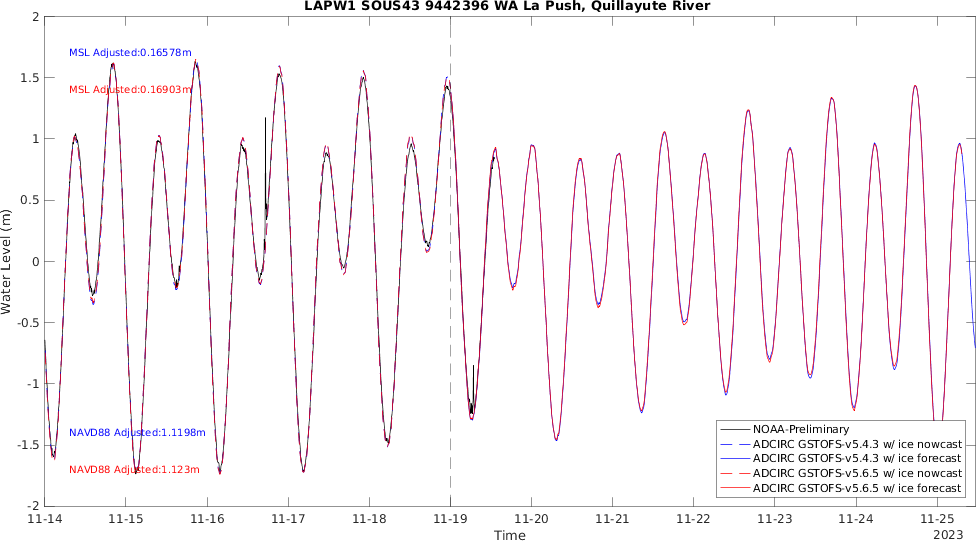 LAPW1 SOUS43 9442396 WA La Push, Quillayute River
2
1.5
1
0.5
0
-0.5
-1
-1.5
-2
Water Level (m)
MSL Adjusted:0.16578m
MSL Adjusted:0.16903m
NAVD88 Adjusted:1.1198m
NAVD88 Adjusted:1.123m
NOAA-Preliminary
ADCIRC GSTOFS-v5.4.3 w/ ice nowcast
ADCIRC GSTOFS-v5.4.3 w/ ice forecast
ADCIRC GSTOFS-v5.6.5 w/ ice nowcast
ADCIRC GSTOFS-v5.6.5 w/ ice forecast
11-14 11-15 11-16 11-17 11-18 11-19 11-20 11-21 11-22 11-23 11-24 11-25
2023
Time